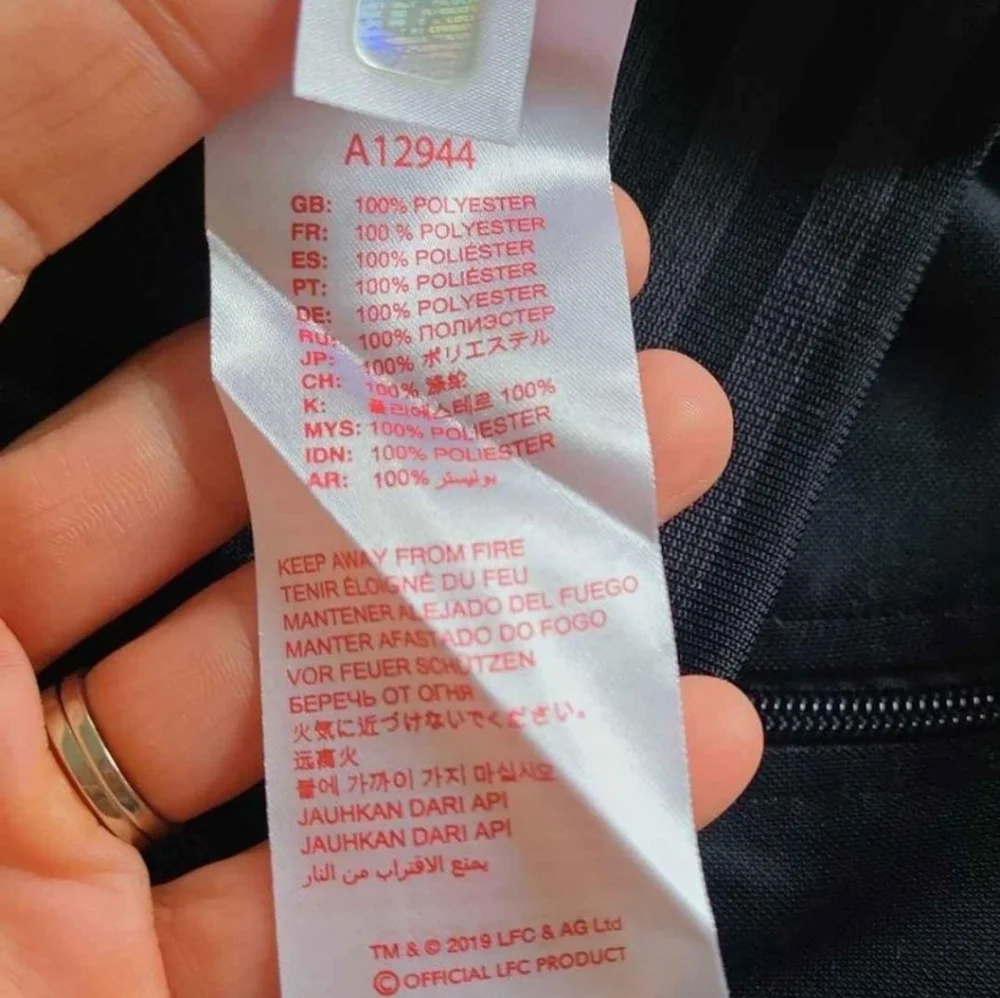 A12944
GB: 100% POLYESTER
FR: 100 % POLYESTER
ES: 100% POLIÉSTER
PT: 100% POLIÉSTER
DE: 100% POLYESTER
RU: 100% ПОЛИЭСТЕР
JP: 100% ポリエステル
CH: 100% 涤纶
K: 폴리에스테르 100%
MYS: 100% POLIESTER
IDN: 100% POLIESTER
AR: 100% بوليستر
KEEP AWAY FROM FIRE
TENIR ÉLOIGNÉ DU FEU
MANTENER ALEJADO DEL FUEGO
MANTER AFASTADO DO FOGO
VOR FEUER SCHÜTZEN
БЕРЕЧЬ ОТ ОГНЯ
火気に近づけないでください。
远离火
불에 가까이 가지 마십시오
JAUHKAN DARI API
JAUHKAN DARI API
يمنع الاقتراب من النار
TM & © 2019 LFC & AG Ltd
© OFFICIAL LFC PRODUCT